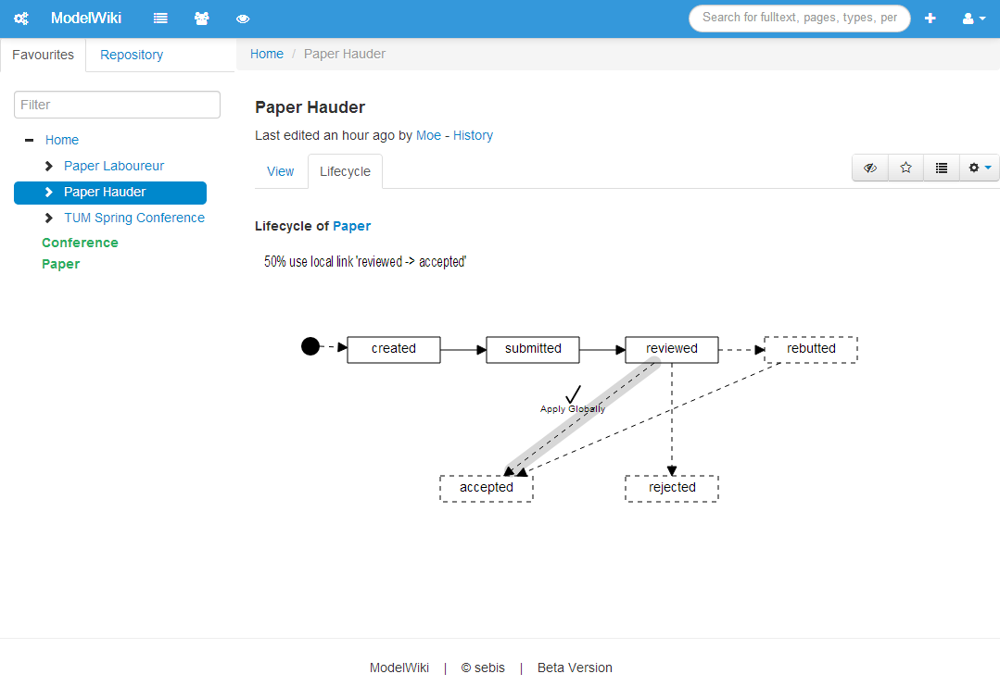 ModelWiki
Search for fulltext, pages, types, per
Favourites
Repository
Home / Paper Hauder
Filter
Home
Paper Laboureur
Paper Hauder
TUM Spring Conference
Conference
Paper
Paper Hauder
Last edited an hour ago by Moe - History
View
Lifecycle
Lifecycle of Paper
50% use local link 'reviewed -> accepted'
created
submitted
reviewed
rebutted
Apply Globally
accepted
rejected
ModelWiki | © sebis | Beta Version